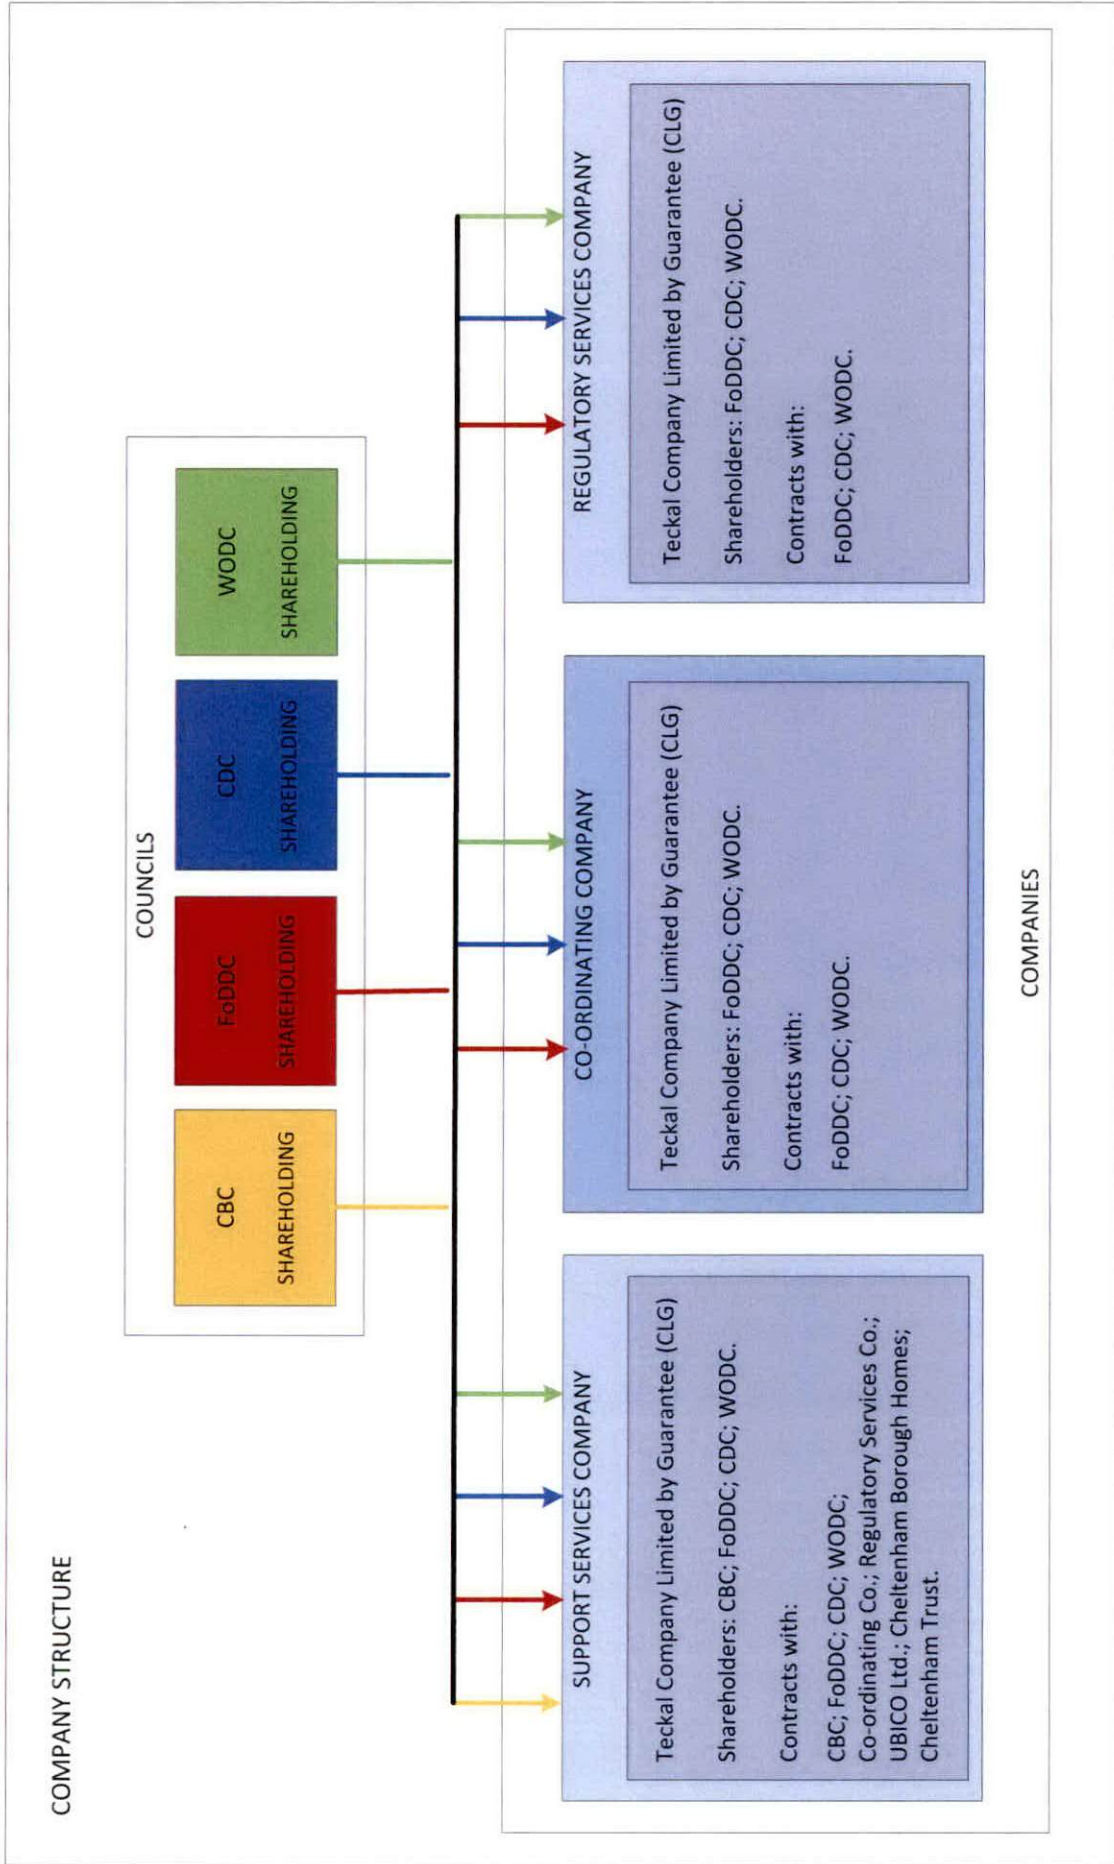 COMPANY STRUCTURE
COUNCILS
CBC
SHAREHOLDING
FoDDC
SHAREHOLDING
CDC
SHAREHOLDING
WODC
SHAREHOLDING
SUPPORT SERVICES COMPANY
Teckal Company Limited by Guarantee (CLG)
Shareholders: CBC; FoDDC; CDC; WODC.
Contracts with:
CBC; FoDDC; CDC; WODC;
Co-ordinating Co.; Regulatory Services Co.;
UBICO Ltd.; Cheltenham Borough Homes;
Cheltenham Trust.
CO-ORDINATING COMPANY
Teckal Company Limited by Guarantee (CLG)
Shareholders: FoDDC; CDC; WODC.
Contracts with:
FoDDC; CDC; WODC.
REGULATORY SERVICES COMPANY
Teckal Company Limited by Guarantee (CLG)
Shareholders: FoDDC; CDC; WODC.
Contracts with:
FoDDC; CDC; WODC.
COMPANIES